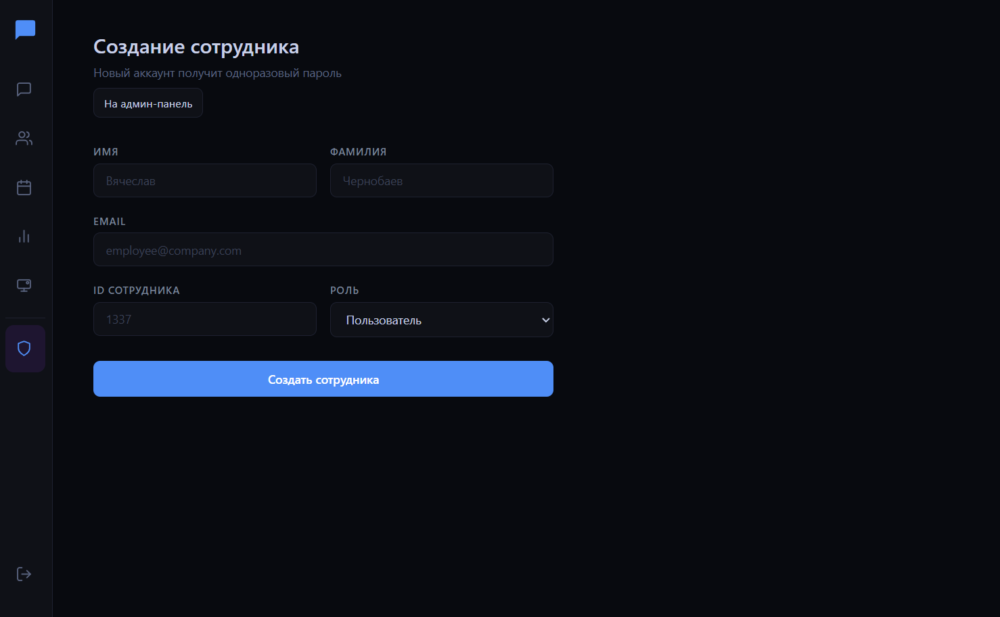 Создание сотрудника
Новый аккаунт получит одноразовый пароль
На админ-панель
ИМЯ
ФАМИЛИЯ
Вячеслав
Чернобаев
EMAIL
employee@company.com
ID СОТРУДНИКА
РОЛЬ
1337
Пользователь
Создать сотрудника